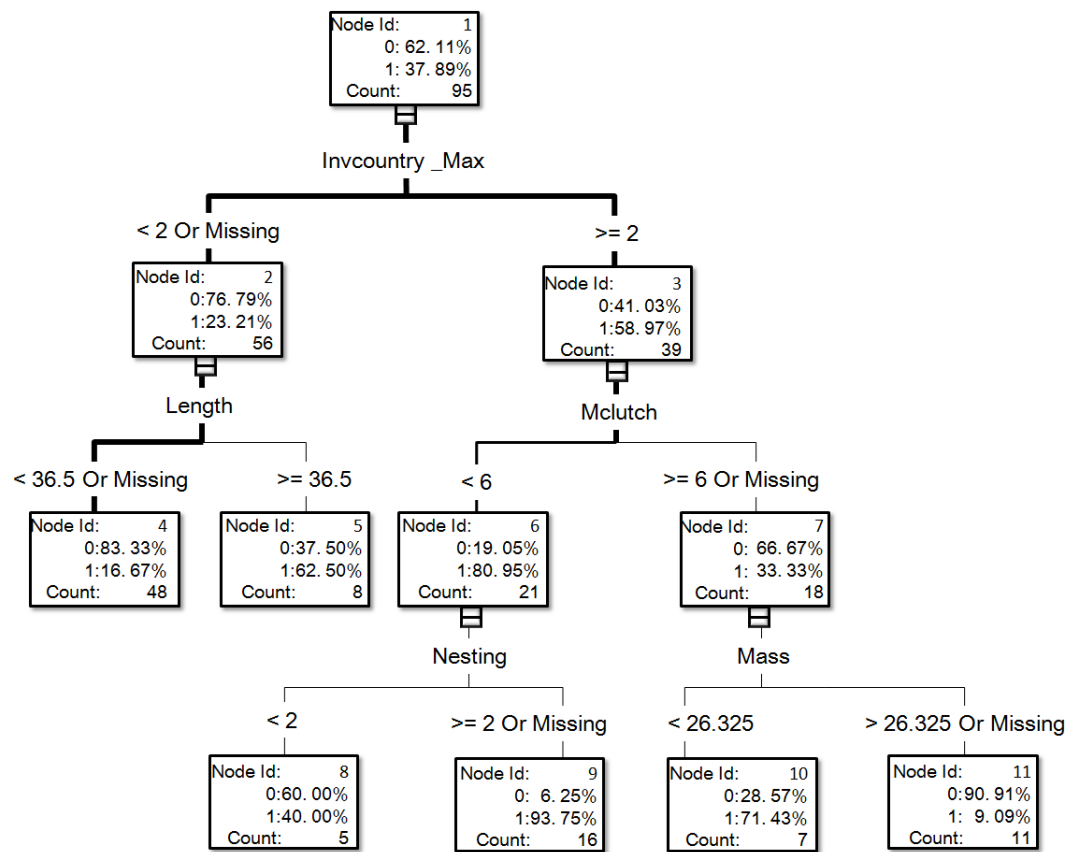 Node Id: 1
0: 62. 11%
1: 37. 89%
Count: 95
Invcountry _Max
< 2 Or Missing
>= 2
Node Id: 2
0:76. 79%
1:23. 21%
Count: 56
Node Id: 3
0:41. 03%
1:58. 97%
Count: 39
Length
Mclutch
< 36.5 Or Missing
>= 36.5
< 6
>= 6 Or Missing
Node Id: 4
0:83. 33%
1:16. 67%
Count: 48
Node Id: 5
0:37. 50%
1:62. 50%
Count: 8
Node Id: 6
0:19. 05%
1:80. 95%
Count: 21
Node Id: 7
0: 66.67%
1: 33.33%
Count: 18
Nesting
Mass
< 2
>= 2 Or Missing
< 26.325
> 26.325 Or Missing
Node Id: 8
0:60. 00%
1:40. 00%
Count: 5
Node Id: 9
0: 6. 25%
1:93. 75%
Count: 16
Node Id: 10
0:28. 57%
1:71. 43%
Count: 7
Node Id: 11
0:90. 91%
1: 9. 09%
Count: 11